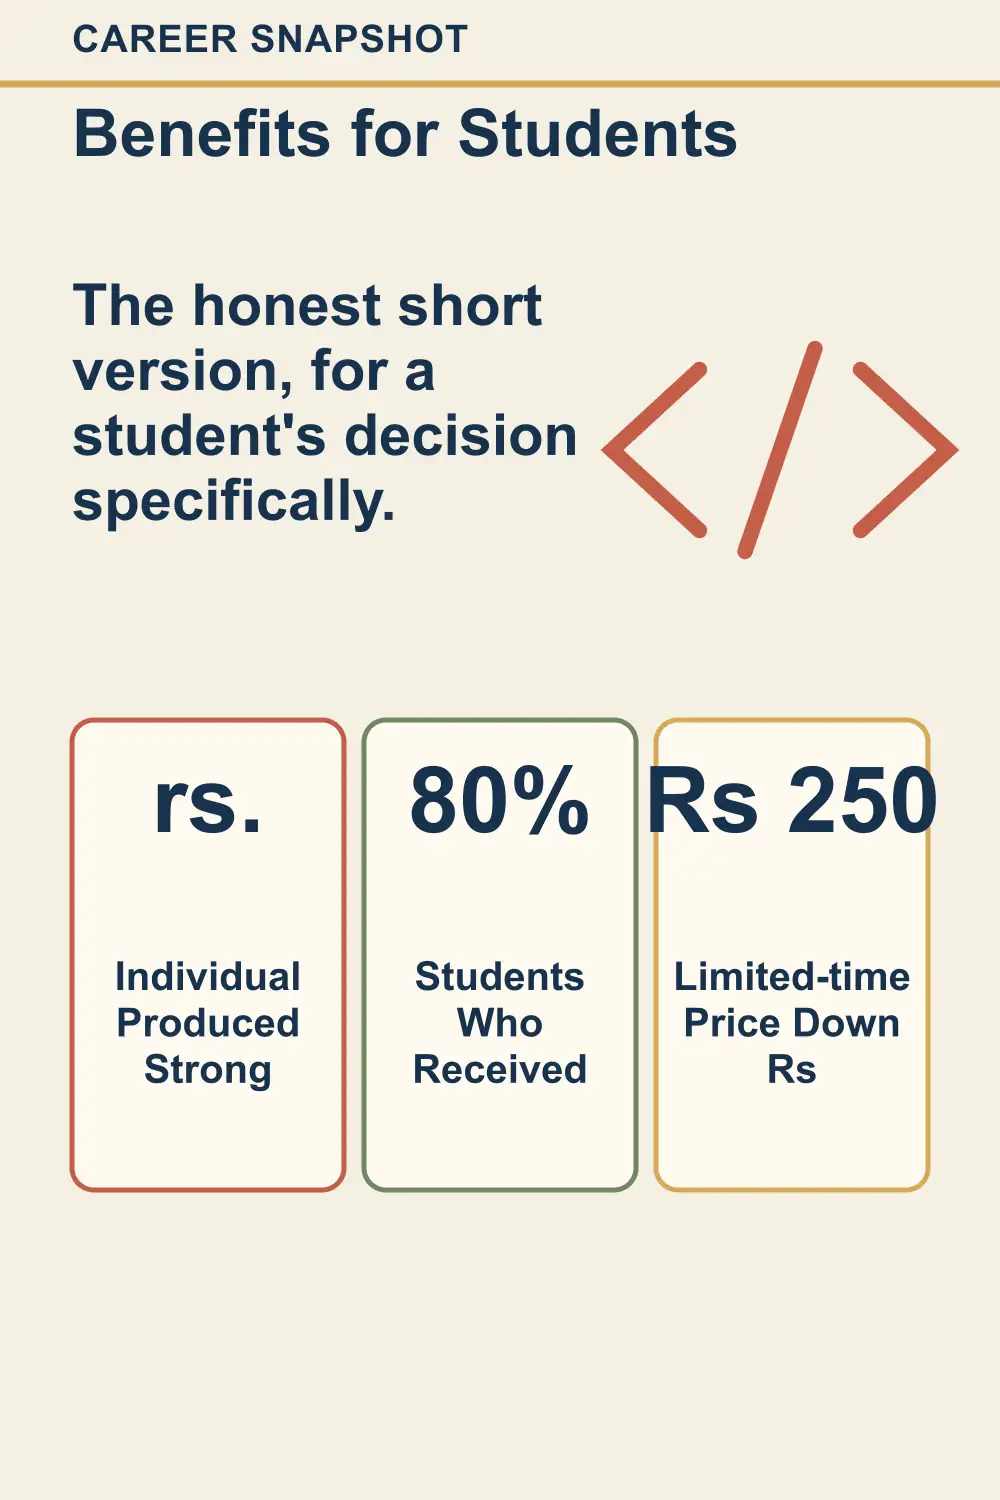 CAREER SNAPSHOT
Benefits for Students
The honest short
version, for a
student's decision
specifically.
rs.
Individual
Produced
Strong
80%
Students
Who
Received
Rs 250
Limited-time
Price Down
Rs